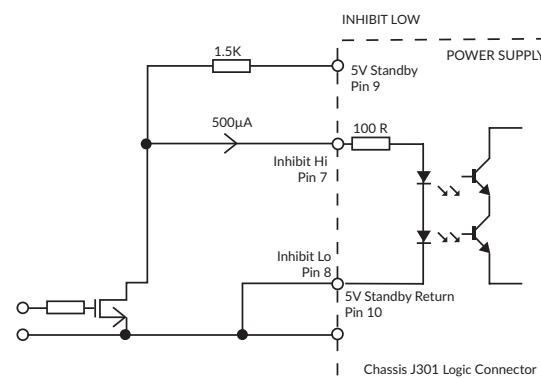 INHIBIT LOW
POWER SUPPLY
1.5K
5V Standby
Pin 9
500µA
100 R
Inhibit Hi
Pin 7
Inhibit Lo
Pin 8
5V Standby Return
Pin 10
Chassis J301 Logic Connector